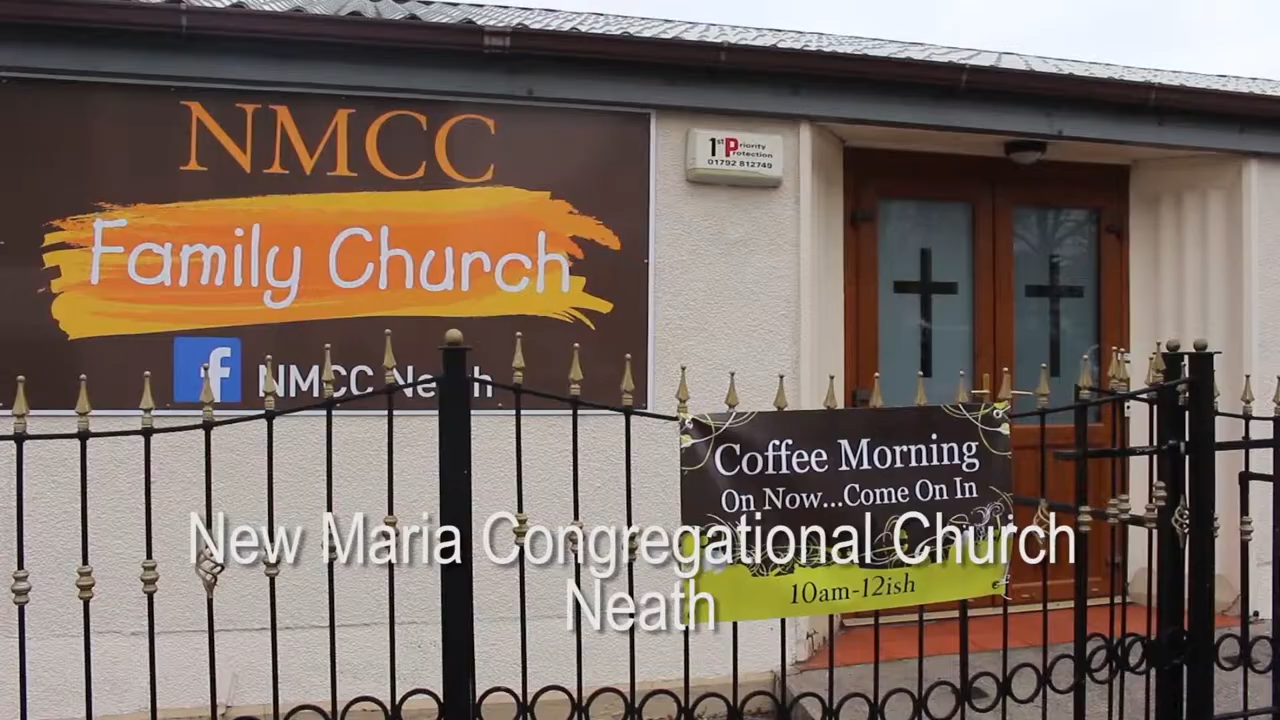 NMCC
Family Church
f NMCC Neath
1st Priority
Protection
01792 812749
Coffee Morning
On Now...Come On In
10am-12ish
New Maria Congregational Church
Neath